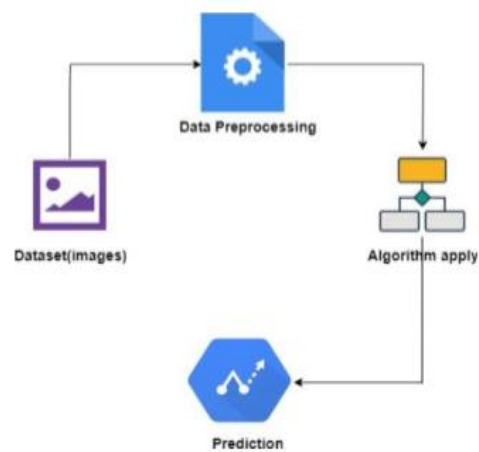 Data Preprocessing
Dataset(images)
Algorithm apply
Prediction